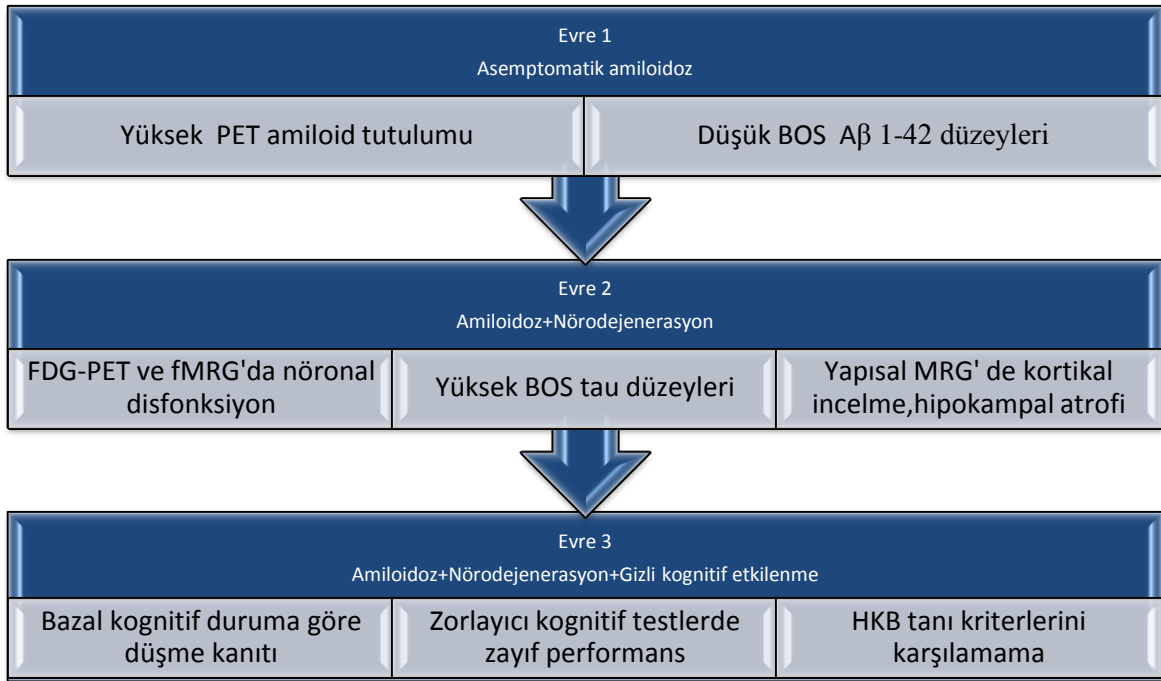 Evre 1
Asemptomatik amiloidoz
Yüksek  PET amiloid tutulumu
Düşük BOS  Aβ 1-42 düzeyleri
Evre 2
Amiloidoz+Nörodejenerasyon
FDG-PET ve fMRG'da nöronal
disfonksiyon
Yüksek BOS tau düzeyleri
Yapısal MRG' de kortikal
incelme,hipokampal atrofi
Evre 3
Amiloidoz+Nörodejenerasyon+Gizli kognitif etkilenme
Bazal kognitif duruma göre
düşme kanıtı
Zorlayıcı kognitif testlerde
zayıf performans
HKB tanı kriterlerini
karşılamama